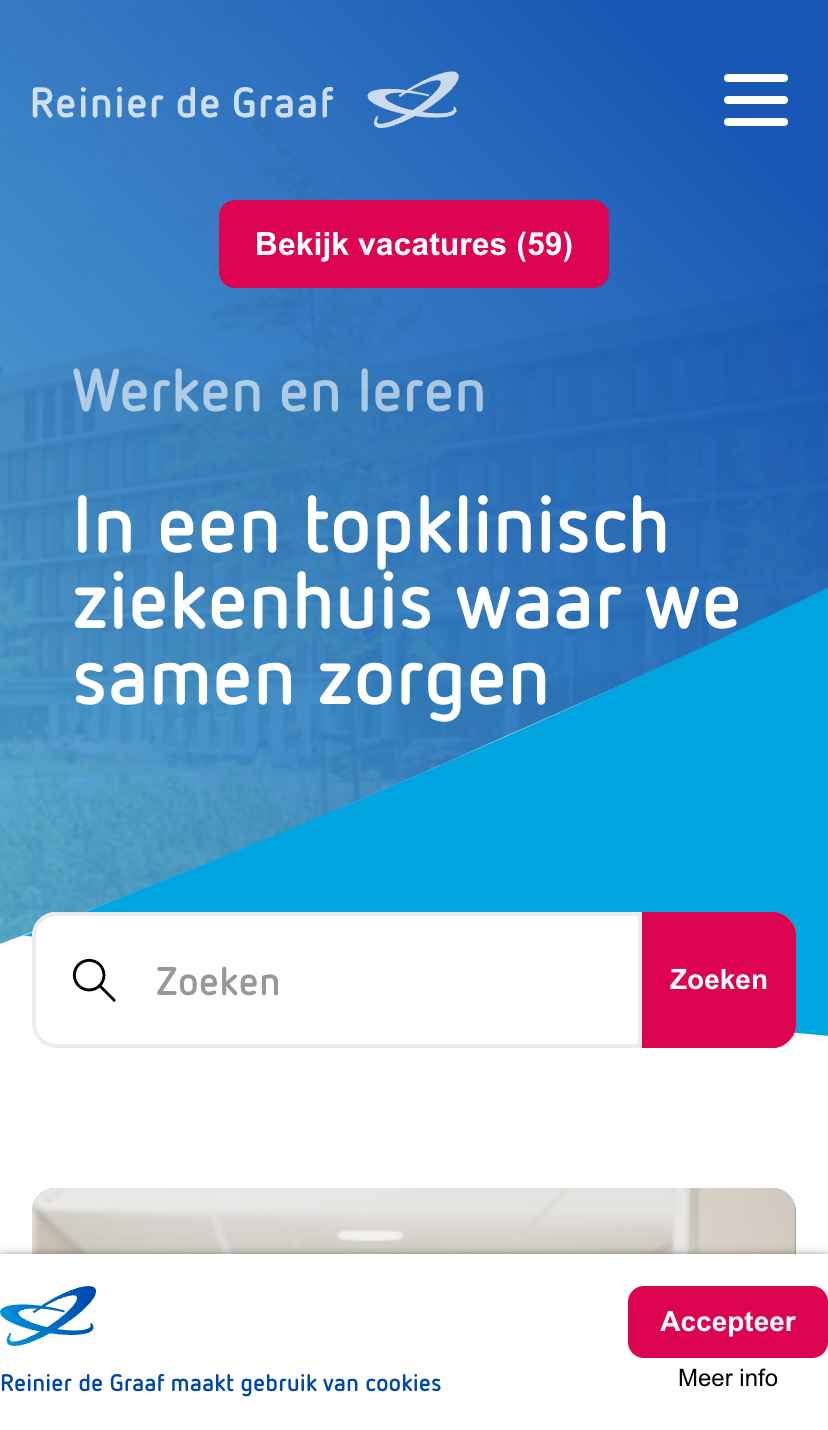 Reinier de Graaf
Bekijk vacatures (59)
Werken en leren
In een topklinisch
ziekenhuis waar we
samen zorgen
Zoeken
Zoeken
Accepteer
Reinier de Graaf maakt gebruik van cookies
Meer info